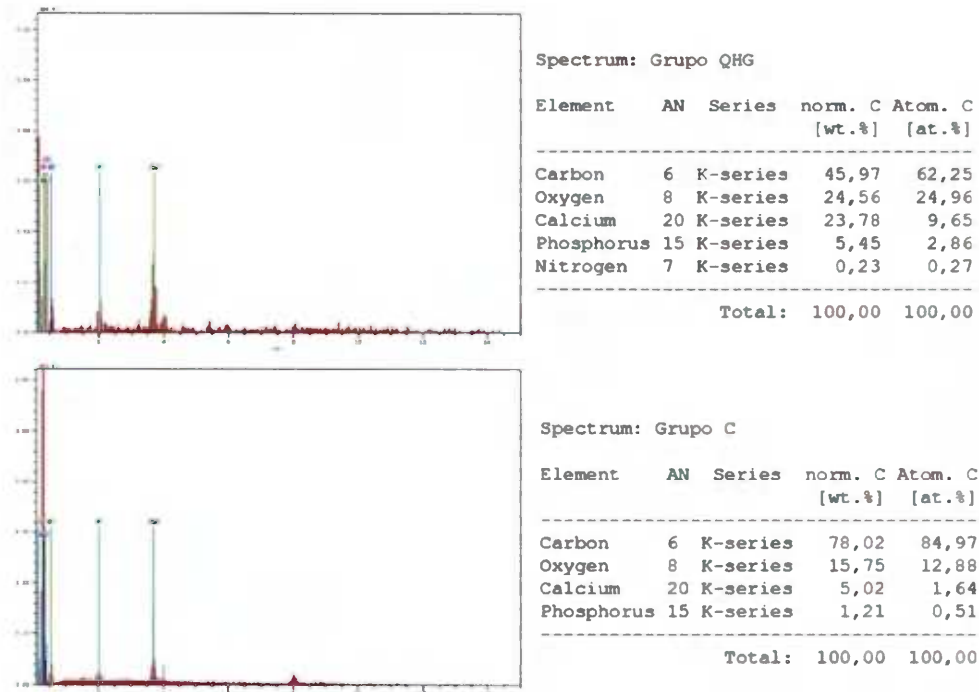 Spectrum: Grupo QHG
Element AN Series norm. C Atom. C
[wt.%] [at.%]
Carbon 6 K-series 45,97 62,25
Oxygen 8 K-series 24,56 24,96
Calcium 20 K-series 23,78 9,65
Phosphorus 15 K-series 5,45 2,86
Nitrogen 7 K-series 0,23 0,27
Total: 100,00 100,00
Spectrum: Grupo C
Element AN Series norm. C Atom. C
[wt.%] [at.%]
Carbon 6 K-series 78,02 84,97
Oxygen 8 K-series 15,75 12,88
Calcium 20 K-series 5,02 1,64
Phosphorus 15 K-series 1,21 0,51
Total: 100,00 100,00